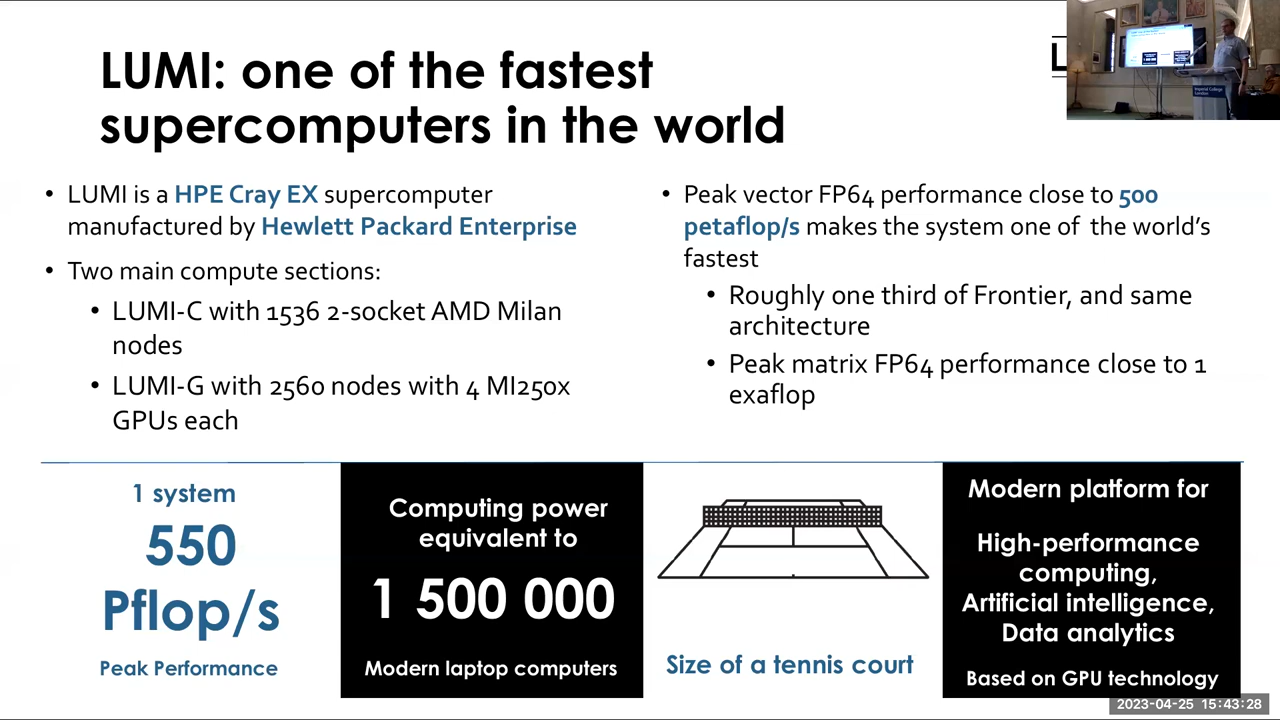 LUMI: one of the fastest
supercomputers in the world
L
Imperial College
London
• LUMI is a HPE Cray EX supercomputer
manufactured by Hewlett Packard Enterprise
• Two main compute sections:
• LUMI-C with 1536 2-socket AMD Milan
nodes
• LUMI-G with 2560 nodes with 4 MI250x
GPUs each
• Peak vector FP64 performance close to 500
petaflop/s makes the system one of the world’s
fastest
• Roughly one third of Frontier, and same
architecture
• Peak matrix FP64 performance close to 1
exaflop
1 system
550
Pflop/s
Peak Performance
Computing power
equivalent to
1 500 000
Modern laptop computers
Size of a tennis court
Modern platform for
High-performance
computing,
Artificial intelligence,
Data analytics
Based on GPU technology
2023-04-25 15:43:28